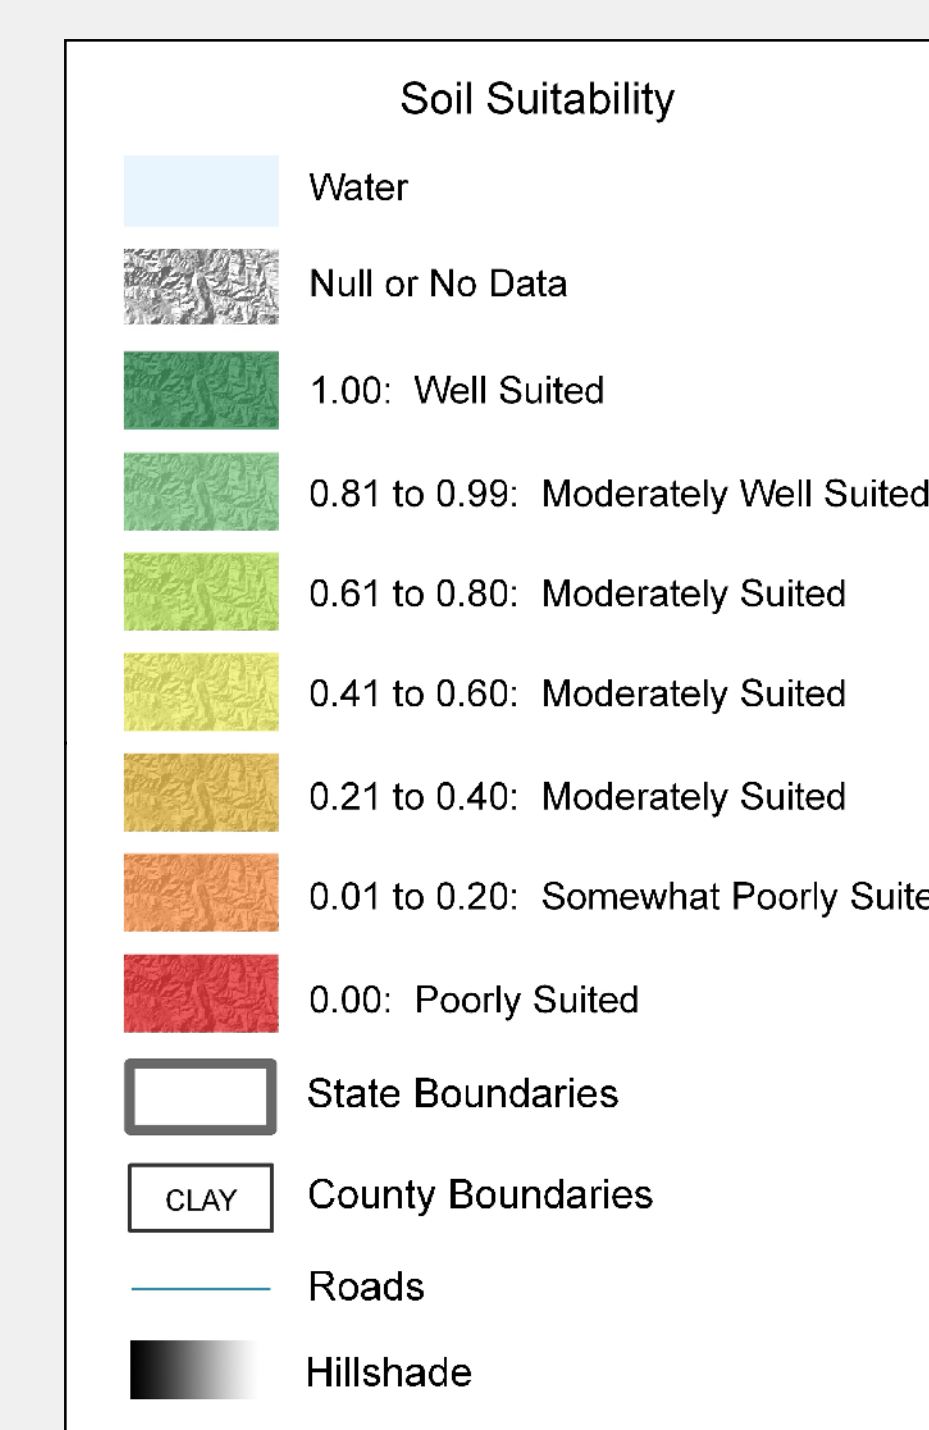 Soil Suitability
Water
Null or No Data
1.00: Well Suited
0.81 to 0.99: Moderately Well Suited
0.61 to 0.80: Moderately Suited
0.41 to 0.60: Moderately Suited
0.21 to 0.40: Moderately Suited
0.01 to 0.20: Somewhat Poorly Suite
0.00: Poorly Suited
State Boundaries
CLAY County Boundaries
Roads
Hillshade